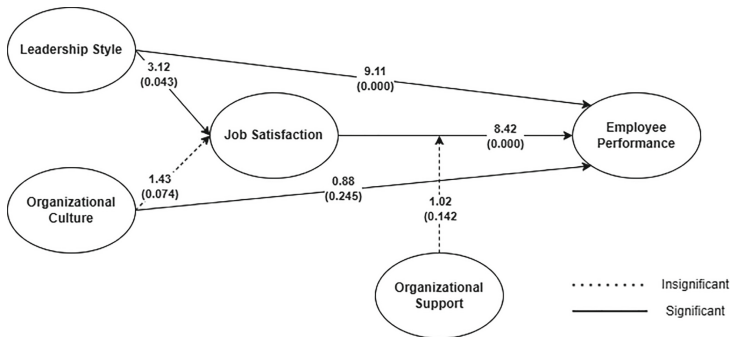 Leadership Style
3.12
(0.043)
9.11
(0.000)
Job Satisfaction
8.42
(0.000)
Employee
Performance
Organizational
Culture
1.43
(0.074)
0.88
(0.245)
1.02
(0.142
Organizational
Support
Insignificant
Significant